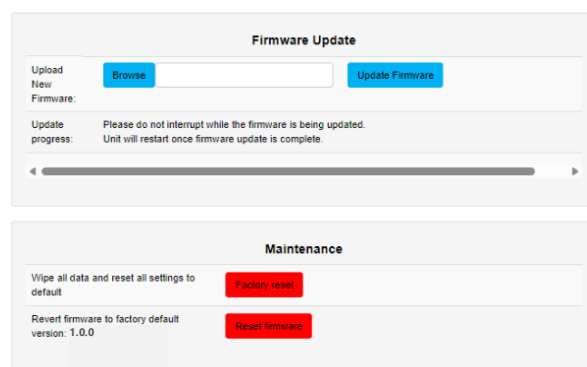 Firmware Update
Upload
New
Firmware:
Browse
Update Firmware
Update
progress:
Please do not interrupt while the firmware is being updated.
Unit will restart once firmware update is complete.
Maintenance
Wipe all data and reset all settings to
default
Factory reset
Revert firmware to factory default
version: 1.0.0
Reset firmware